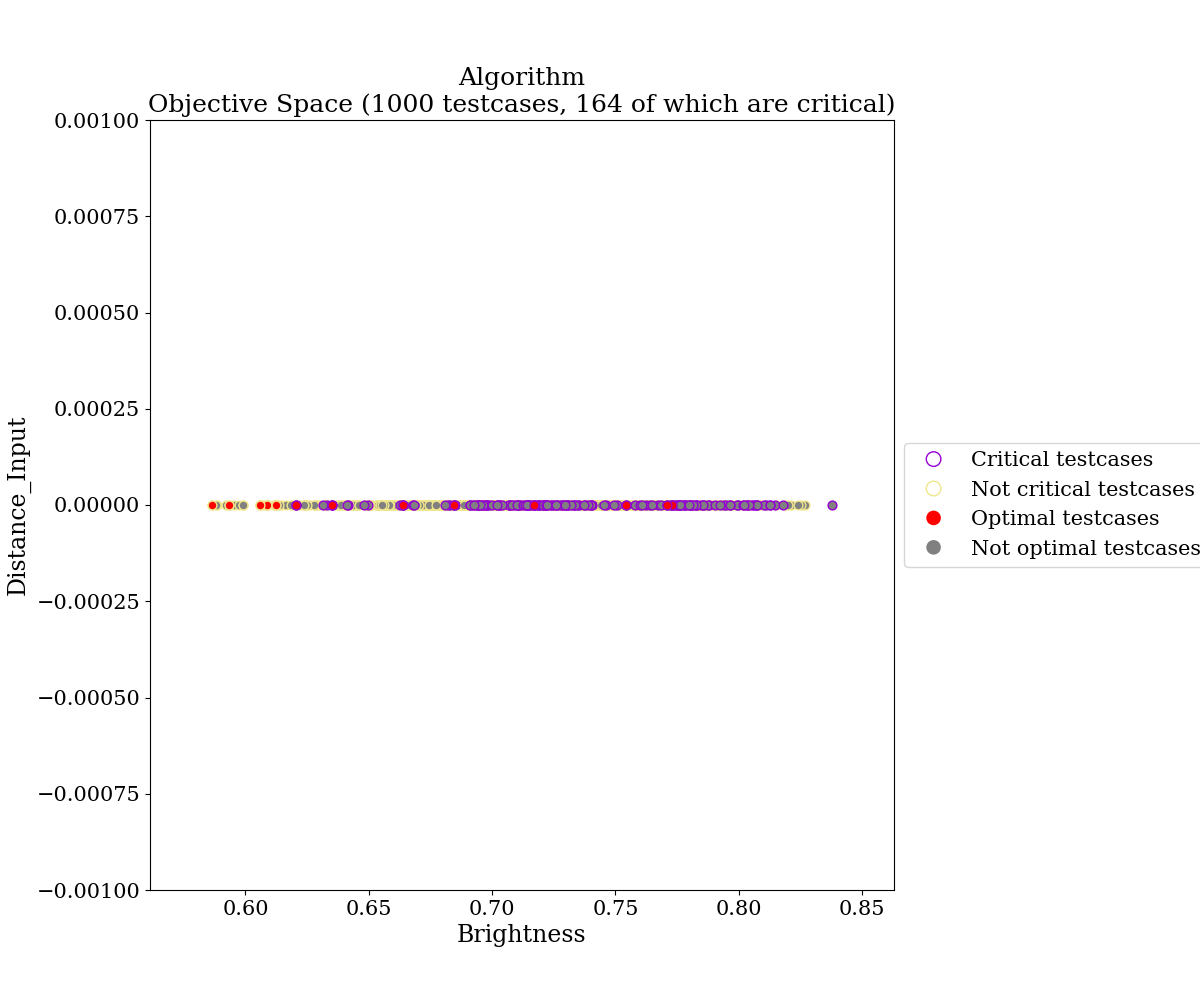 Algorithm
Objective Space (1000 testcases, 164 of which are critical)
0.00100
0.00075
0.00050
0.00025
0.00000
−0.00025
−0.00050
−0.00075
−0.00100
Distance_Input
0.60 0.65 0.70 0.75 0.80 0.85
Brightness
Critical testcases
Not critical testcases
Optimal testcases
Not optimal testcases